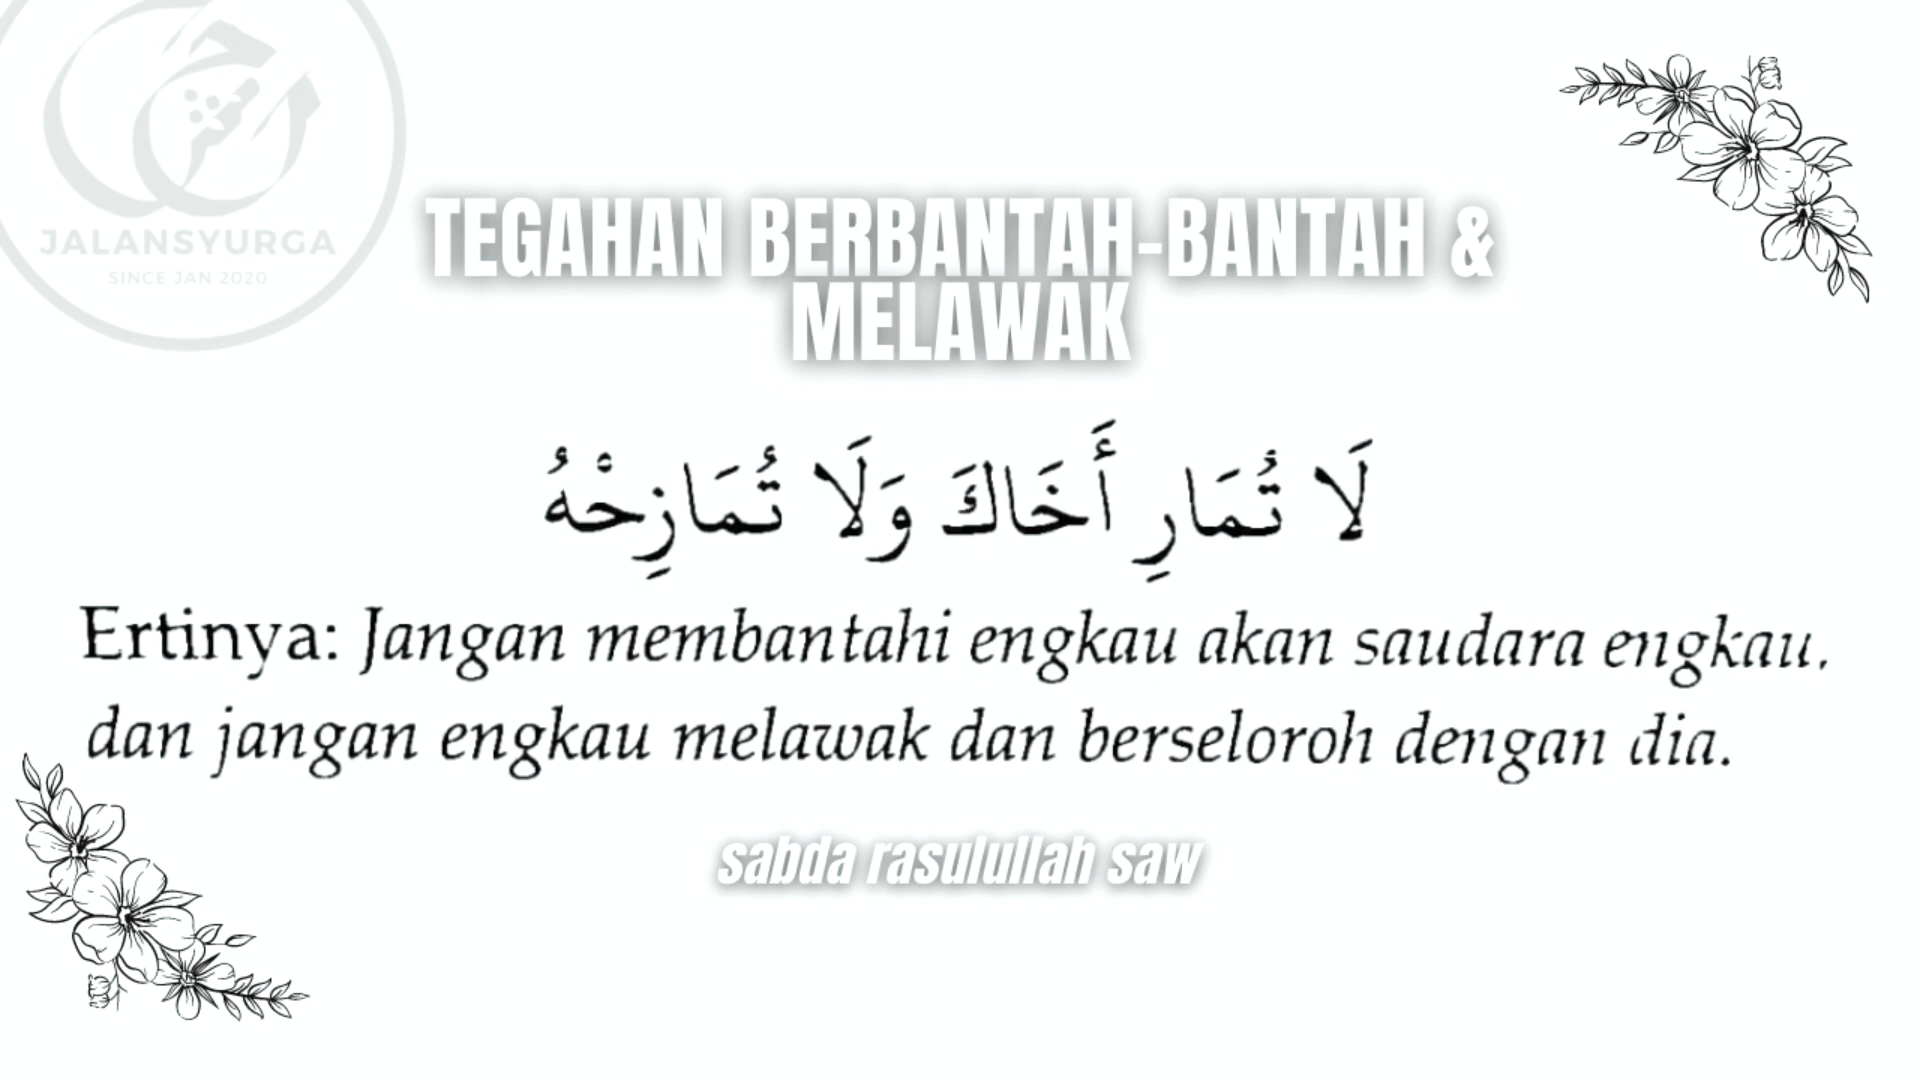 JALANSYURGA
SINCE JAN 2020
TEGAHAN BERBANTAH-BANTAH &
MELAWAK
لَا تُمَارِ أَخَاكَ وَلَا تُمَازِحْهُ
Ertinya: Jangan membantahi engkau akan saudara engkau,
dan jangan engkau melawak dan berseloroh dengan dia.
sabda rasulullah saw